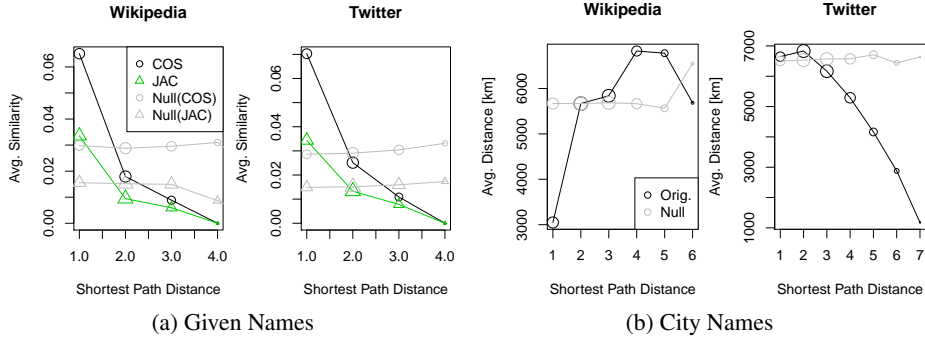 Wikipedia
Avg. Similarity
0.00 0.02 0.04 0.06
COS
JAC
Null(COS)
Null(JAC)
1.0 2.0 3.0 4.0
Shortest Path Distance
Twitter
Avg. Similarity
0.00 0.02 0.04 0.06
1.0 2.0 3.0 4.0
Shortest Path Distance
(a) Given Names
Wikipedia
Avg. Distance [km]
3000 4000 5000 6000
Orig.
Null
1 2 3 4 5 6
Shortest Path Distance
Twitter
Avg. Distance [km]
1000 3000 5000 7000
1 2 3 4 5 6 7
Shortest Path Distance
(b) City Names